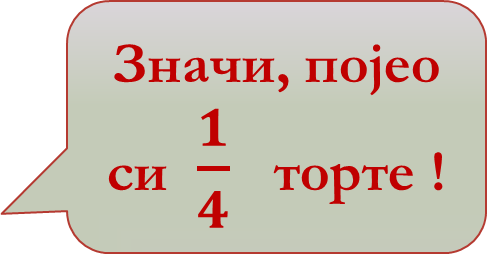 Значи, појео
си 1/4 торте !